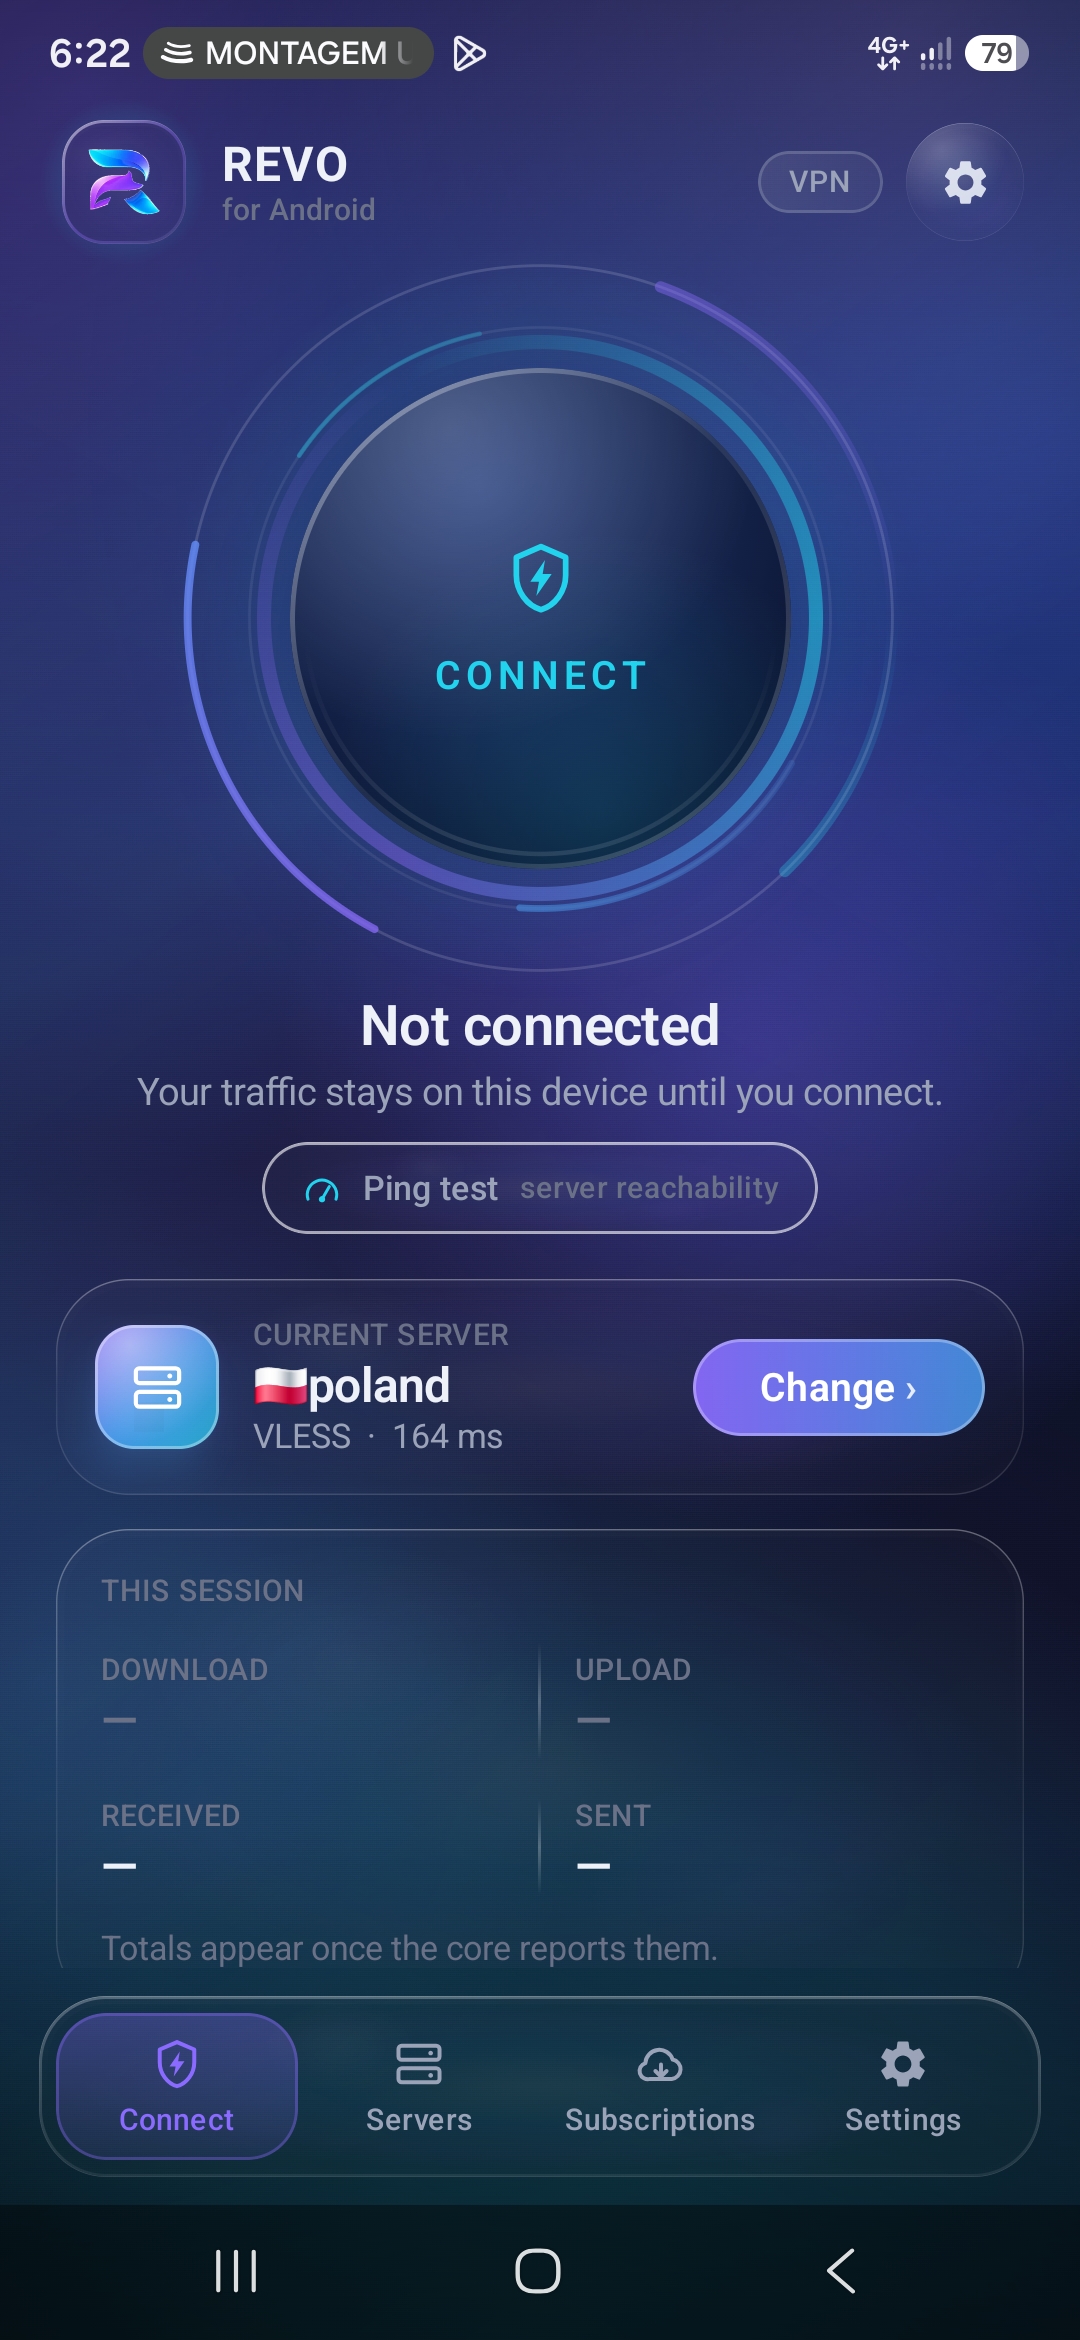 6:22 MONTAGEM 4G+ 79
REVO
for Android
VPN
CONNECT
Not connected
Your traffic stays on this device until you connect.
Ping test server reachability
CURRENT SERVER
🇵🇱poland
VLESS · 164 ms
Change ›
THIS SESSION
DOWNLOAD UPLOAD
— —
RECEIVED SENT
— —
Totals appear once the core reports them.
Connect Servers Subscriptions Settings